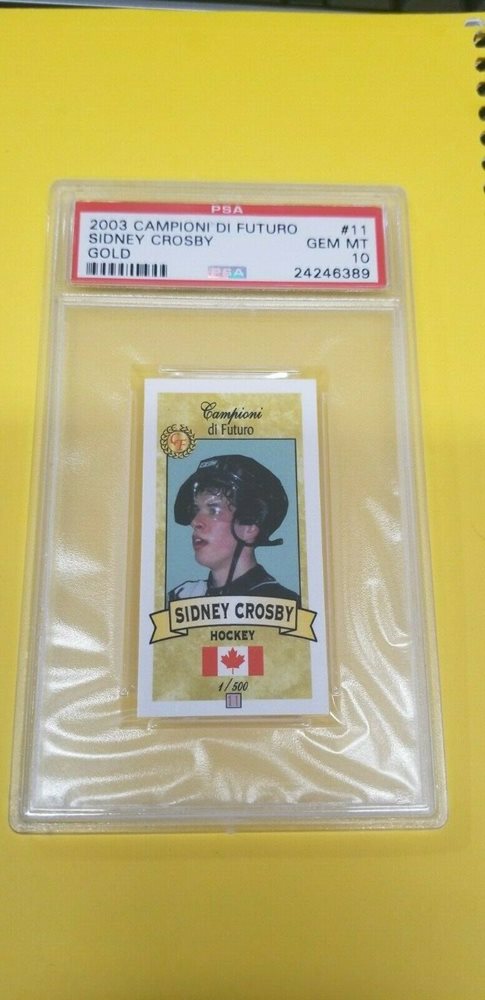 PSA
2003 CAMPIONI DI FUTURO #11
SIDNEY CROSBY GEM MT
GOLD 10
PSA 24246389
Campioni
di Futuro
CF
SIDNEY CROSBY
HOCKEY
1/500
11